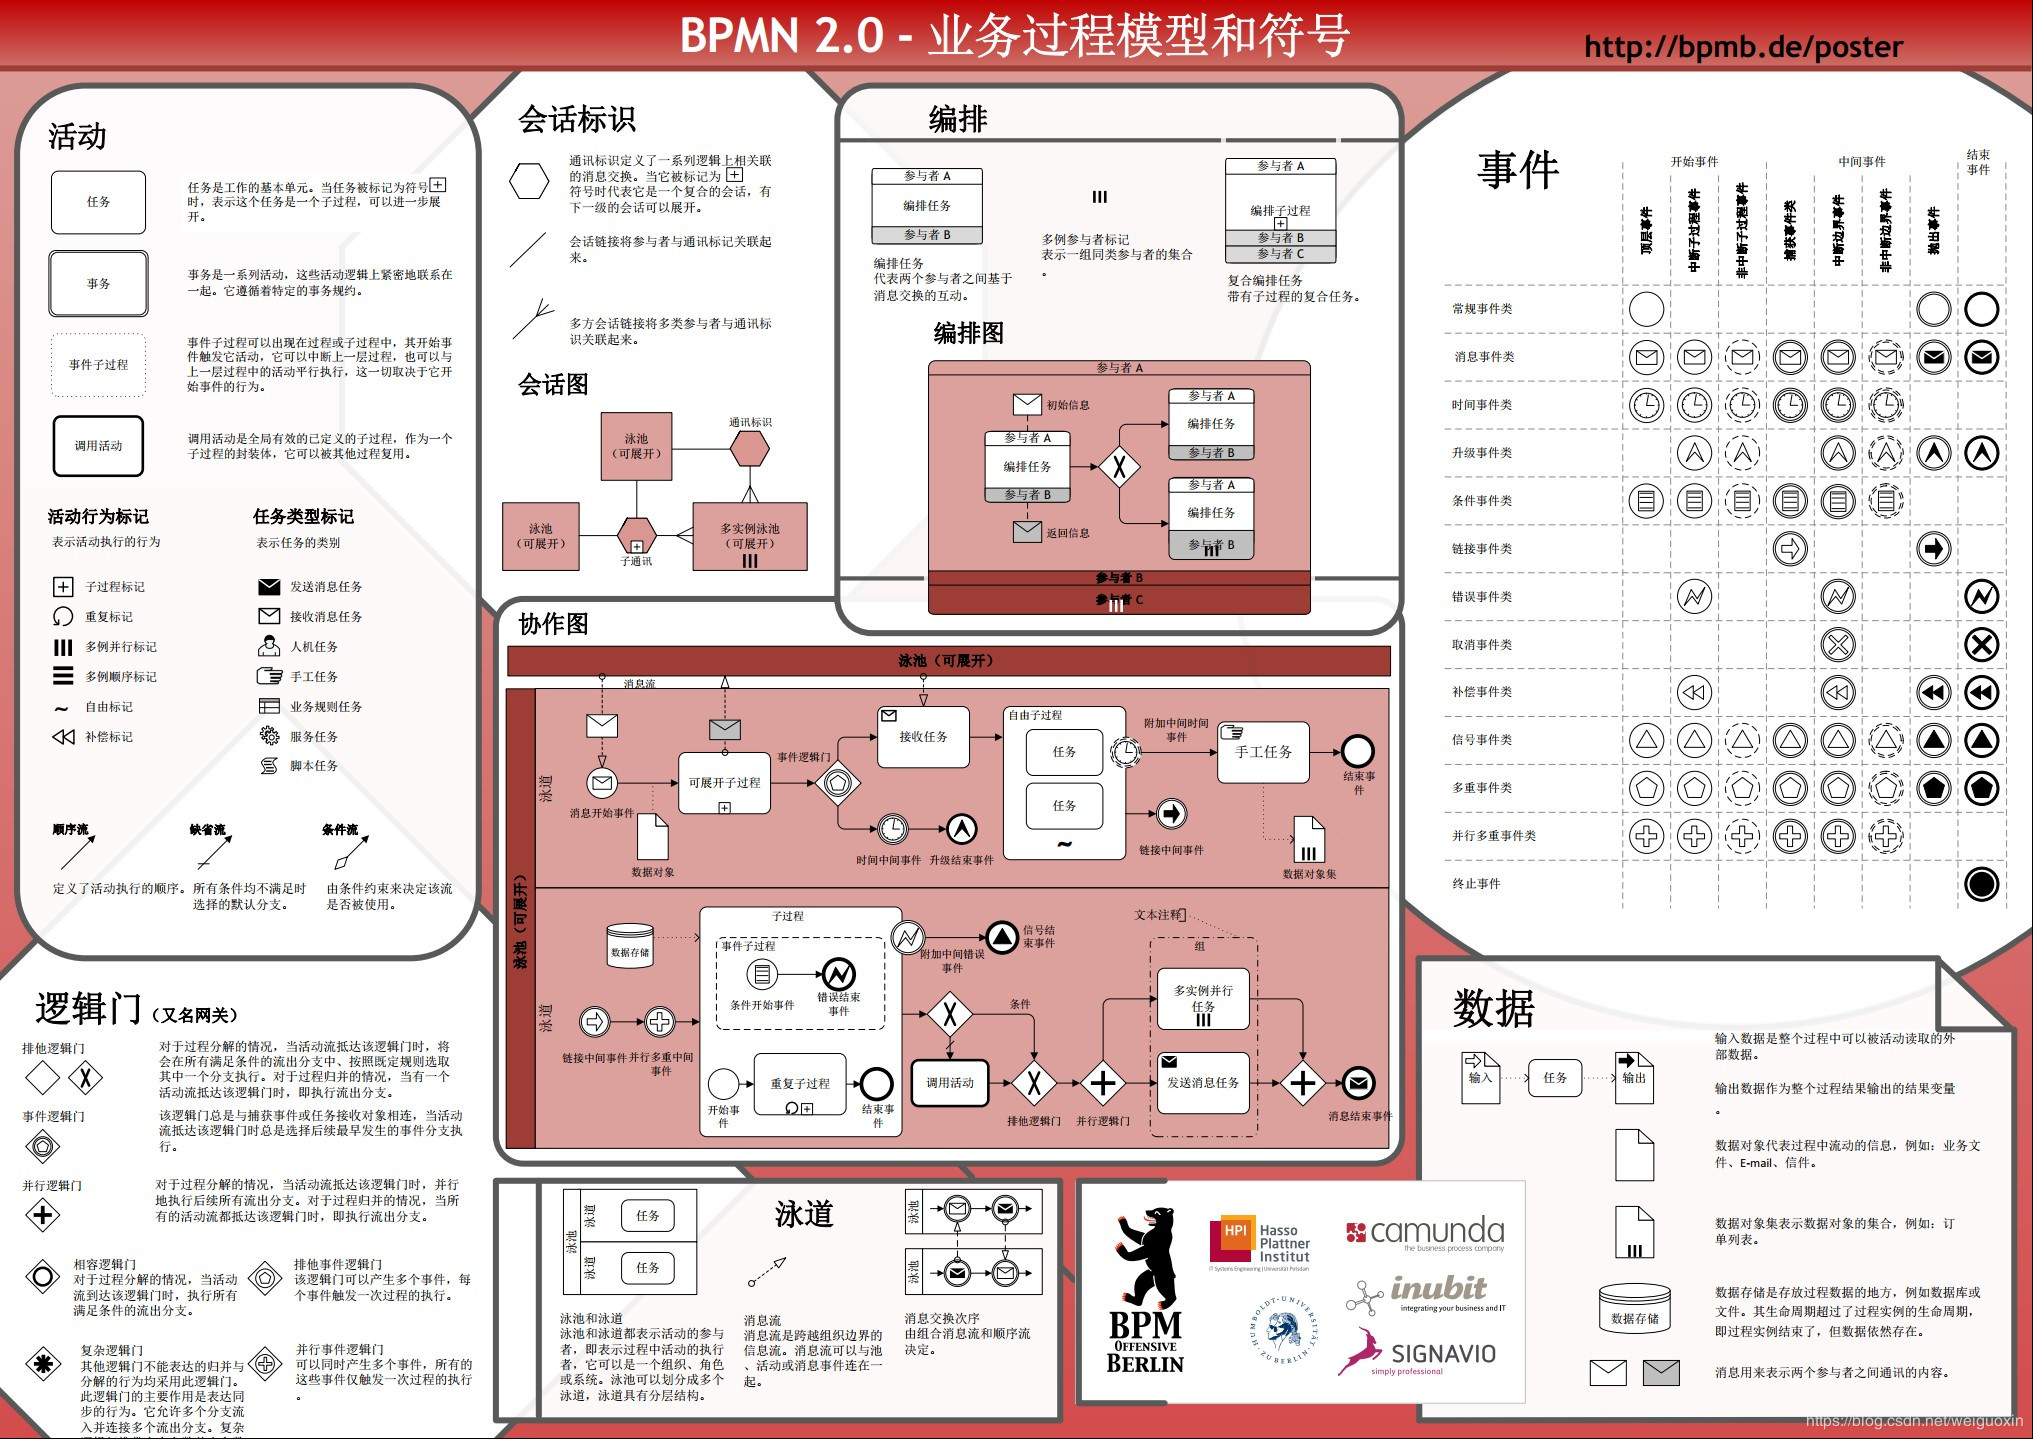 BPMN 2.0 - 业务过程模型和符号
http://bpmb.de/poster
活动
任务
任务是工作的基本单元。当任务被标记为符号
时，表示这个任务是一个子过程，可以进一步展
开。
事务
事务是一系列活动，这些活动逻辑上紧密地联系在
一起。它遵循着特定的事务规约。
事件子过程
事件子过程可以出现在过程或子过程中，其开始事
件触发它活动，它可以中断上一层过程，也可以与
上一层过程中的活动平行执行，这一切取决于它开
始事件的行为。
调用活动
调用活动是全局有效的已定义的子过程，作为一个
子过程的封装体，它可以被其他过程复用。
活动行为标记
表示活动执行的行为
子过程标记
重复标记
多例并行标记
多例顺序标记
自由标记
补偿标记
任务类型标记
表示任务的类别
发送消息任务
接收消息任务
人机任务
手工任务
业务规则任务
服务任务
脚本任务
顺序流
定义了活动执行的顺序。
缺省流
所有条件均不满足时
选择的默认分支。
条件流
由条件约束来决定该流
是否被使用。
逻辑门（又名网关）
排他逻辑门
对于过程分解的情况，当活动流抵达该逻辑门时，将
会在所有满足条件的流出分支中、按照既定规则选取
其中一个分支执行。对于过程归并的情况，当有一个
活动流抵达该逻辑门时，即执行流出分支。
事件逻辑门
该逻辑门总是与捕获事件或任务接收对象相连，当活动
流抵达该逻辑门时总是选择后续最早发生的事件分支执
行。
并行逻辑门
对于过程分解的情况，当活动流抵达该逻辑门时，并行
地执行后续所有流出分支。对于过程归并的情况，当所
有的活动流都抵达该逻辑门时，即执行流出分支。
相容逻辑门
对于过程分解的情况，当活动
流到达该逻辑门时，执行所有
满足条件的流出分支。
排他事件逻辑门
该逻辑门可以产生多个事件，每
个事件触发一次过程的执行。
复杂逻辑门
其他逻辑门不能表达的归并与
分解的行为均采用此逻辑门。
此逻辑门的主要作用是表达同
步的行为。它允许多个分支流
入并连接多个流出分支。复杂
并行事件逻辑门
可以同时产生多个事件，所有的
这些事件仅触发一次过程的执行
。
会话标识
通讯标识定义了一系列逻辑上相关联
的消息交换。当它被标记为
符号时代表它是一个复合的会话，有
下一级的会话可以展开。
会话链接将参与者与通讯标记关联起
来。
多方会话链接将多类参与者与通讯标
识关联起来。
会话图
泳池
（可展开）
通讯标识
泳池
（可展开）
子通讯
多实例泳池
（可展开）
编排
参与者 A
编排任务
参与者 B
编排任务
代表两个参与者之间基于
消息交换的互动。
多例参与者标记
表示一组同类参与者的集合
。
参与者 A
编排子过程
参与者 B
参与者 C
复合编排任务
带有子过程的复合任务。
编排图
参与者 A
初始信息
参与者 A
编排任务
参与者 B
返回信息
参与者 A
编排任务
参与者 B
参与者 A
编排任务
参与者 B
参与者 B
参与者 C
协作图
泳池（可展开）
消息流
泳池（可展开）
泳道
消息开始事件
可展开子过程
数据对象
事件逻辑门
接收任务
时间中间事件
升级结束事件
自由子过程
任务
任务
附加中间时间
事件
链接中间事件
手工任务
结束事
件
数据对象集
泳道
数据存储
链接中间事件
并行多重中间
事件
子过程
事件子过程
条件开始事件
错误结束
事件
开始事
件
重复子过程
结束事
件
附加中间错误
事件
信号结
束事件
条件
调用活动
排他逻辑门
并行逻辑门
文本注释
组
多实例并行
任务
发送消息任务
消息结束事件
泳池
泳道
任务
泳道
任务
泳池和泳道
泳池和泳道都表示活动的参与
者，即表示过程中活动的执行
者，它可以是一个组织、角色
或系统。泳池可以划分成多个
泳道，泳道具有分层结构。
泳道
消息流
消息流是跨越组织边界的
信息流。消息流可以与池
、活动或消息事件连在一
起。
泳池
泳池
消息交换次序
由组合消息流和顺序流
决定。
BPM
OFFENSIVE
BERLIN
HPI
Hasso
Plattner
Institut
IT Systems Engineering | Universität Potsdam
HUMBOLDT-UNIVERSITÄT
ZU BERLIN
camunda
the business process company
inubit
integrating your business and IT
SIGNAVIO
simply professional
事件
开始事件
中间事件
结束
事件
顶层事件
中断子过程事件
非中断子过程事件
捕获事件类
中断边界事件
非中断边界事件
抛出事件
常规事件类
消息事件类
时间事件类
升级事件类
条件事件类
链接事件类
错误事件类
取消事件类
补偿事件类
信号事件类
多重事件类
并行多重事件类
终止事件
数据
输入
任务
输出
输入数据是整个过程中可以被活动读取的外
部数据。
输出数据作为整个过程结果输出的结果变量
。
数据对象代表过程中流动的信息，例如：业务文
件、E-mail、信件。
数据对象集表示数据对象的集合，例如：订
单列表。
数据存储
数据存储是存放过程数据的地方，例如数据库或
文件。其生命周期超过了过程实例的生命周期，
即过程实例结束了，但数据依然存在。
消息用来表示两个参与者之间通讯的内容。
https://blog.csdn.net/weiguoxin